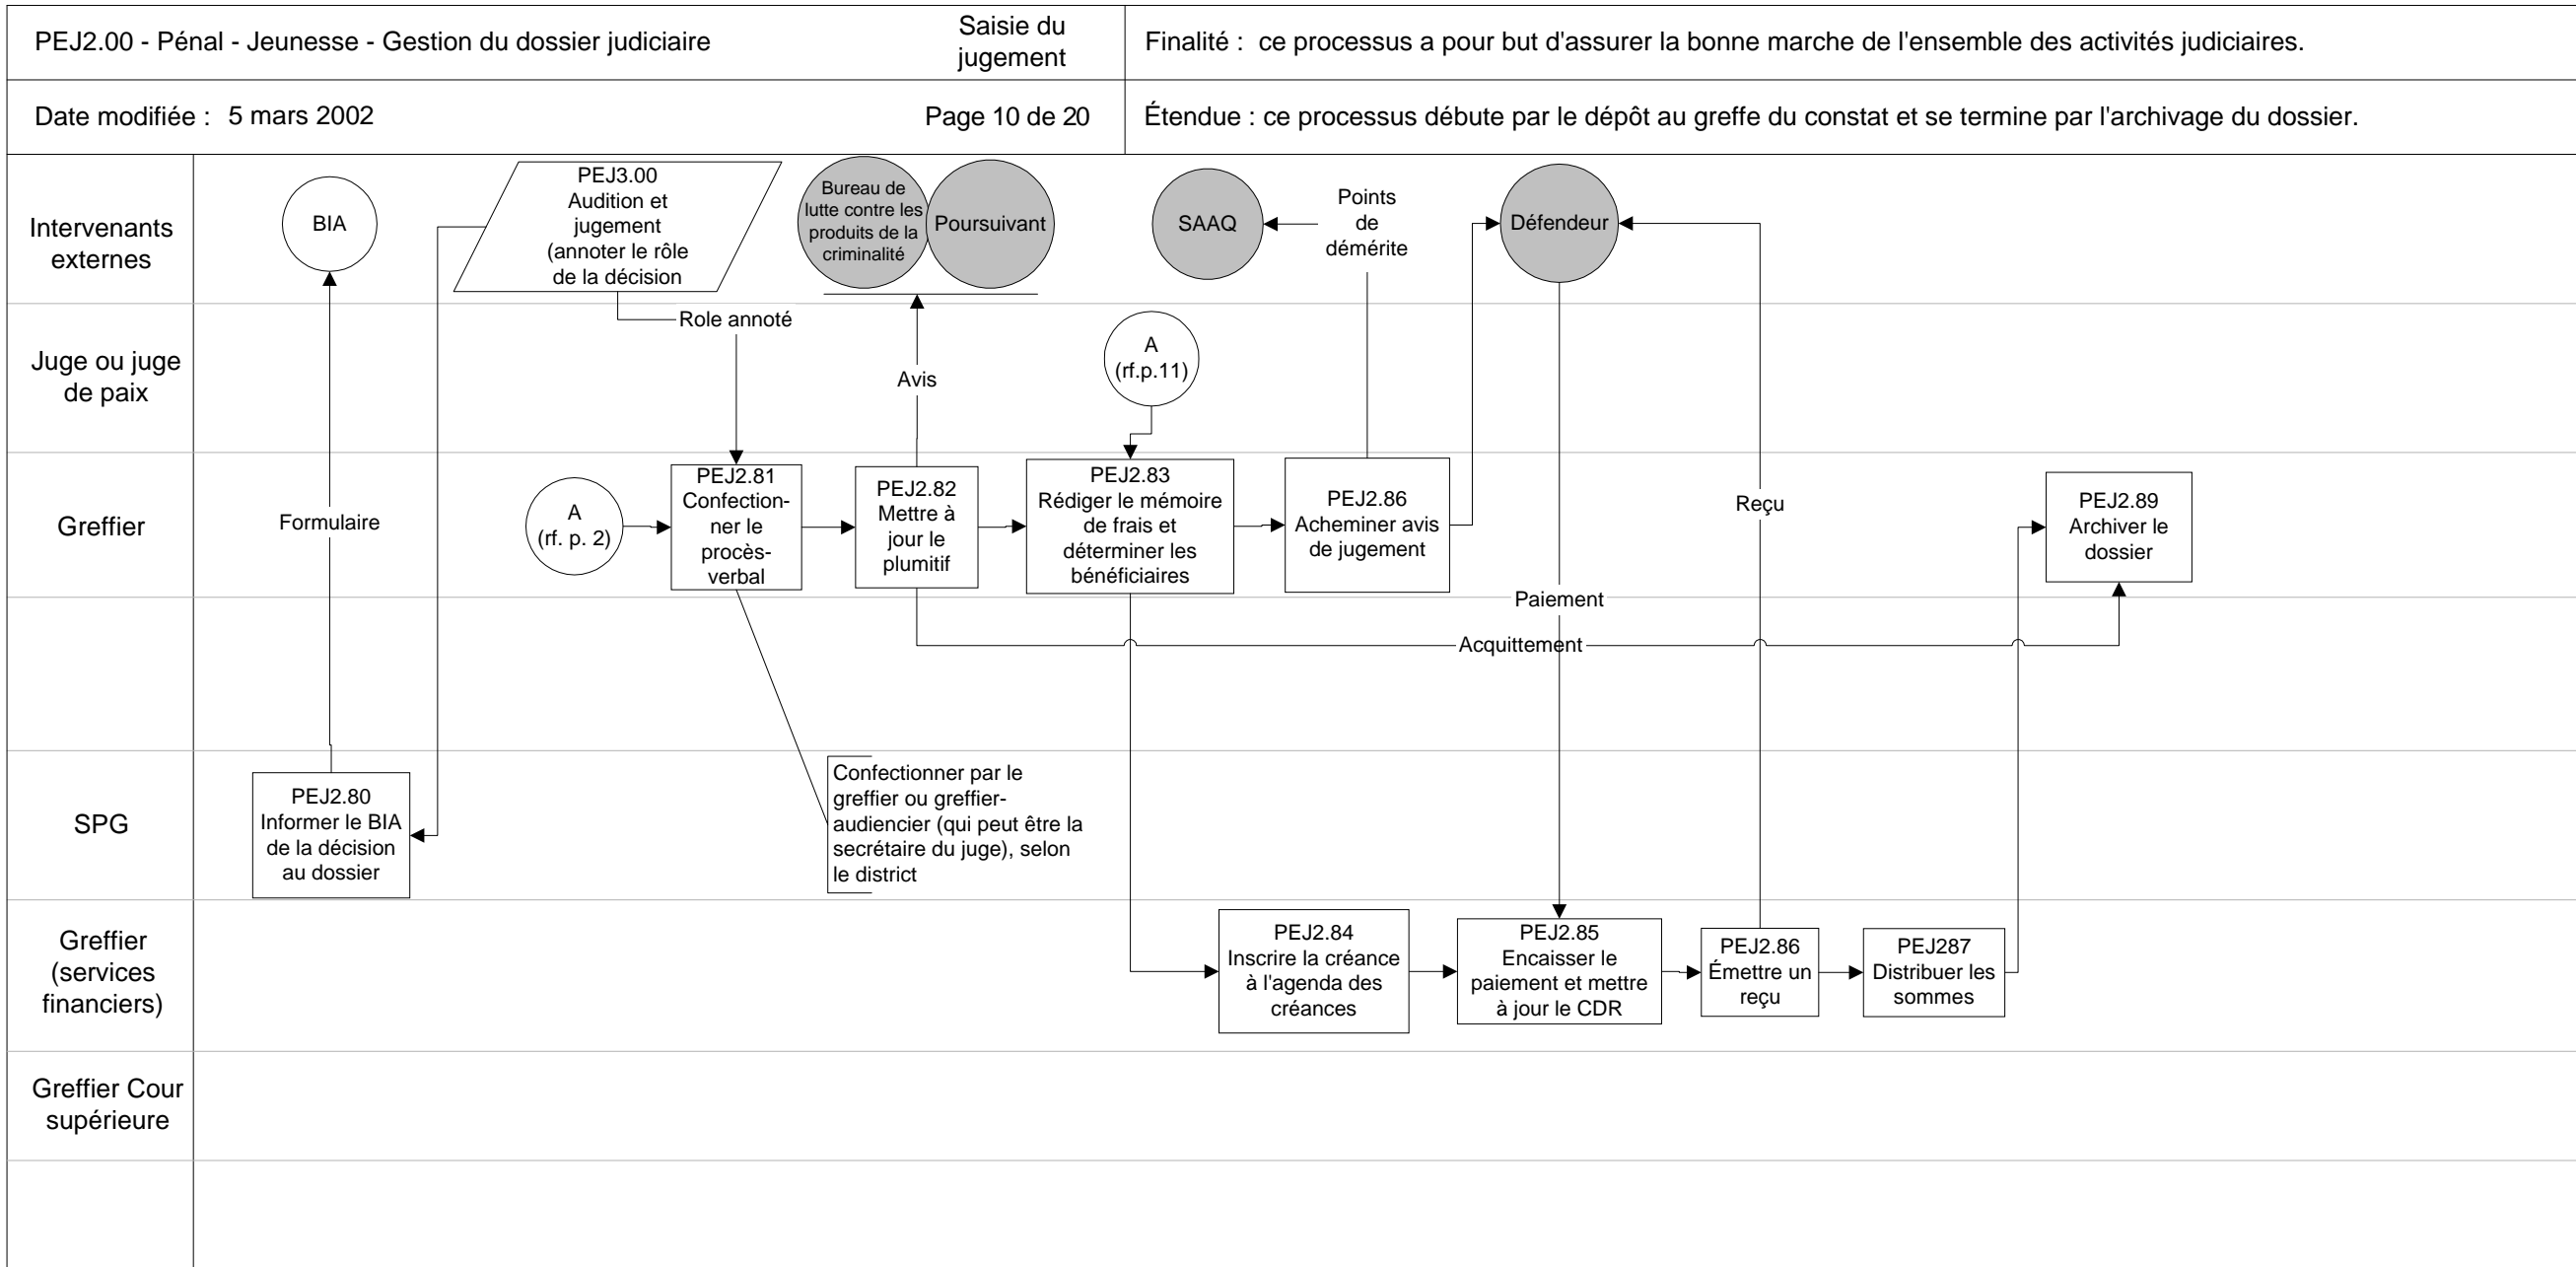 PEJ2.00 - Pénal - Jeunesse - Gestion du dossier judiciaire
Saisie du
jugement
Finalité : ce processus a pour but d'assurer la bonne marche de l'ensemble des activités judiciaires.
Date modifiée : 5 mars 2002
Page 10 de 20
Étendue : ce processus débute par le dépôt au greffe du constat et se termine par l'archivage du dossier.
Intervenants
externes
BIA
PEJ3.00
Audition et
jugement
(annoter le rôle
de la décision
Bureau de
lutte contre les
produits de la
criminalité
Poursuivant
SAAQ
Points
de
démérite
Défendeur
Role annoté
Juge ou juge
de paix
Avis
A
(rf.p.11)
Greffier
Formulaire
A
(rf. p. 2)
PEJ2.81
Confection-
ner le
procès-
verbal
PEJ2.82
Mettre à
jour le
plumitif
PEJ2.83
Rédiger le mémoire
de frais et
déterminer les
bénéficiaires
PEJ2.86
Acheminer avis
de jugement
Reçu
PEJ2.89
Archiver le
dossier
Paiement
Acquittement
SPG
PEJ2.80
Informer le BIA
de la décision
au dossier
Confectionner par le
greffier ou greffier-
audiencier (qui peut être la
secrétaire du juge), selon
le district
Greffier
(services
financiers)
PEJ2.84
Inscrire la créance
à l'agenda des
créances
PEJ2.85
Encaisser le
paiement et mettre
à jour le CDR
PEJ2.86
Émettre un
reçu
PEJ287
Distribuer les
sommes
Greffier Cour
supérieure